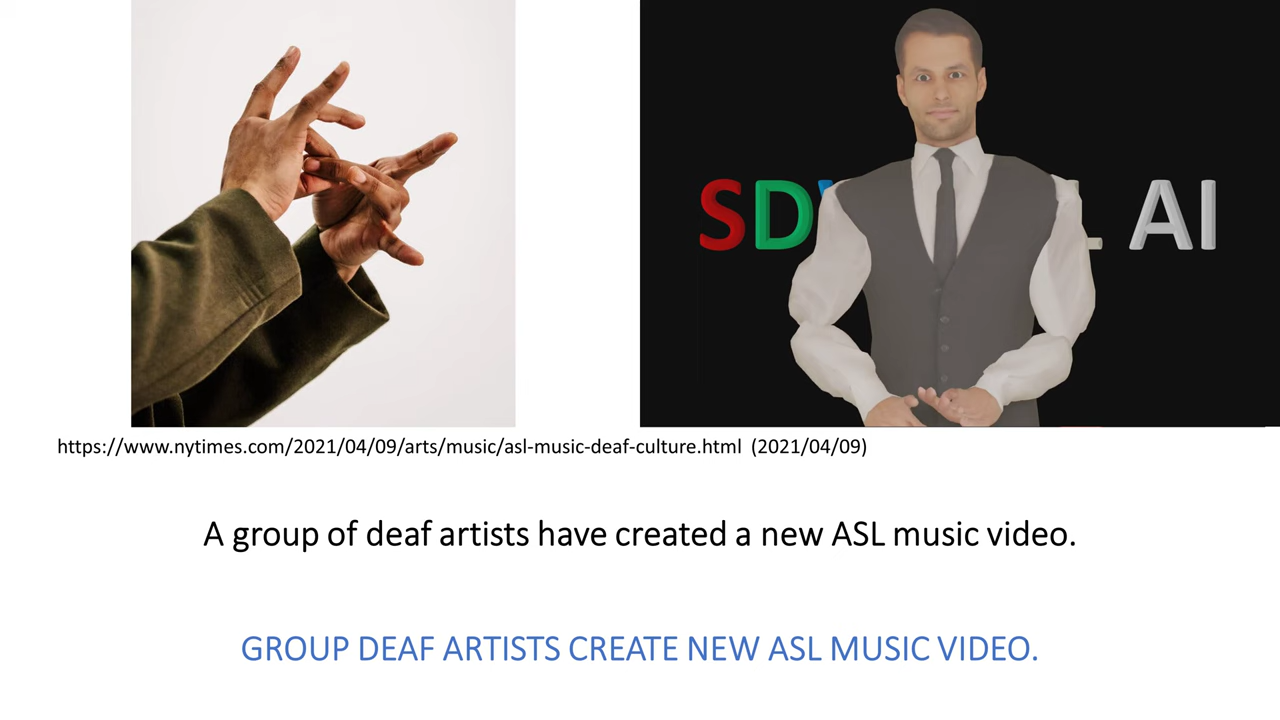 SD L AI
https://www.nytimes.com/2021/04/09/arts/music/asl-music-deaf-culture.html (2021/04/09)
A group of deaf artists have created a new ASL music video.
GROUP DEAF ARTISTS CREATE NEW ASL MUSIC VIDEO.